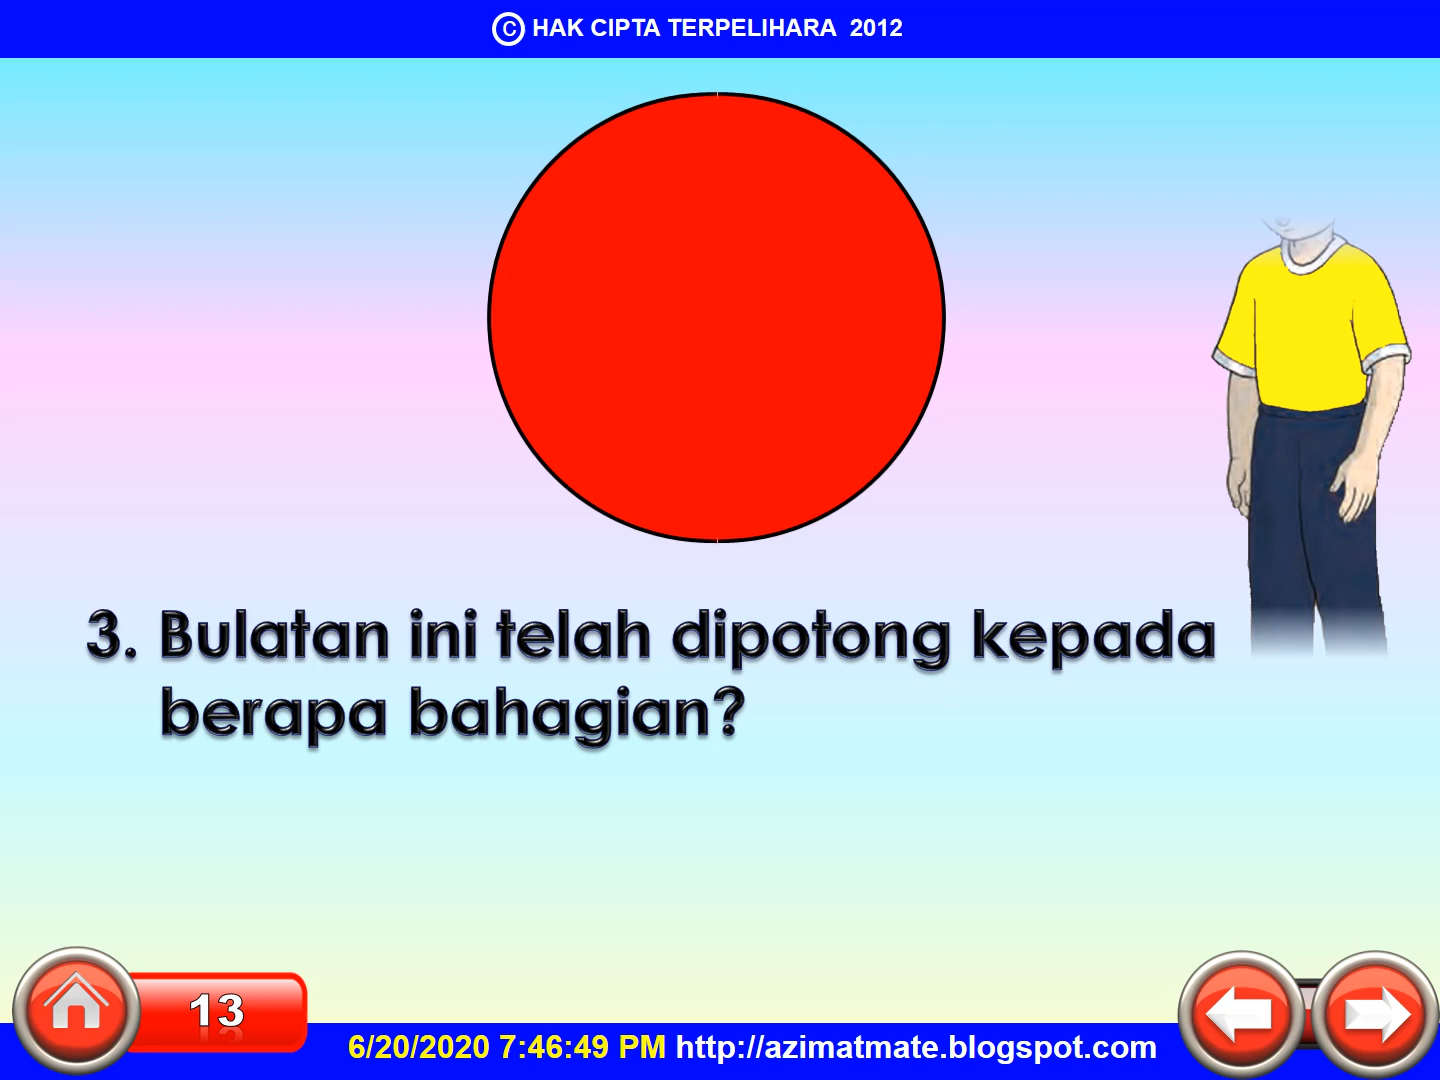 © HAK CIPTA TERPELIHARA 2012
3. Bulatan ini telah dipotong kepada
berapa bahagian?
13
6/20/2020 7:46:49 PM http://azimatmate.blogspot.com